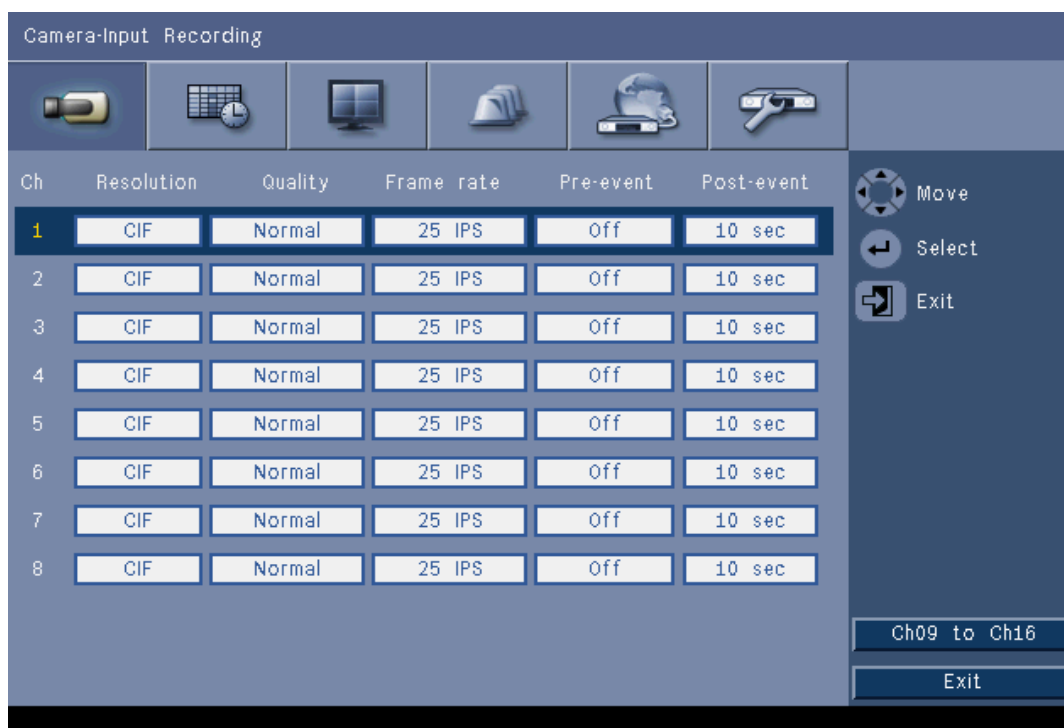 Camera-Input Recording
Ch Resolution Quality Frame rate Pre-event Post-event
1 CIF Normal 25 IPS Off 10 sec
2 CIF Normal 25 IPS Off 10 sec
3 CIF Normal 25 IPS Off 10 sec
4 CIF Normal 25 IPS Off 10 sec
5 CIF Normal 25 IPS Off 10 sec
6 CIF Normal 25 IPS Off 10 sec
7 CIF Normal 25 IPS Off 10 sec
8 CIF Normal 25 IPS Off 10 sec
Move
Select
Exit
Ch09 to Ch16
Exit